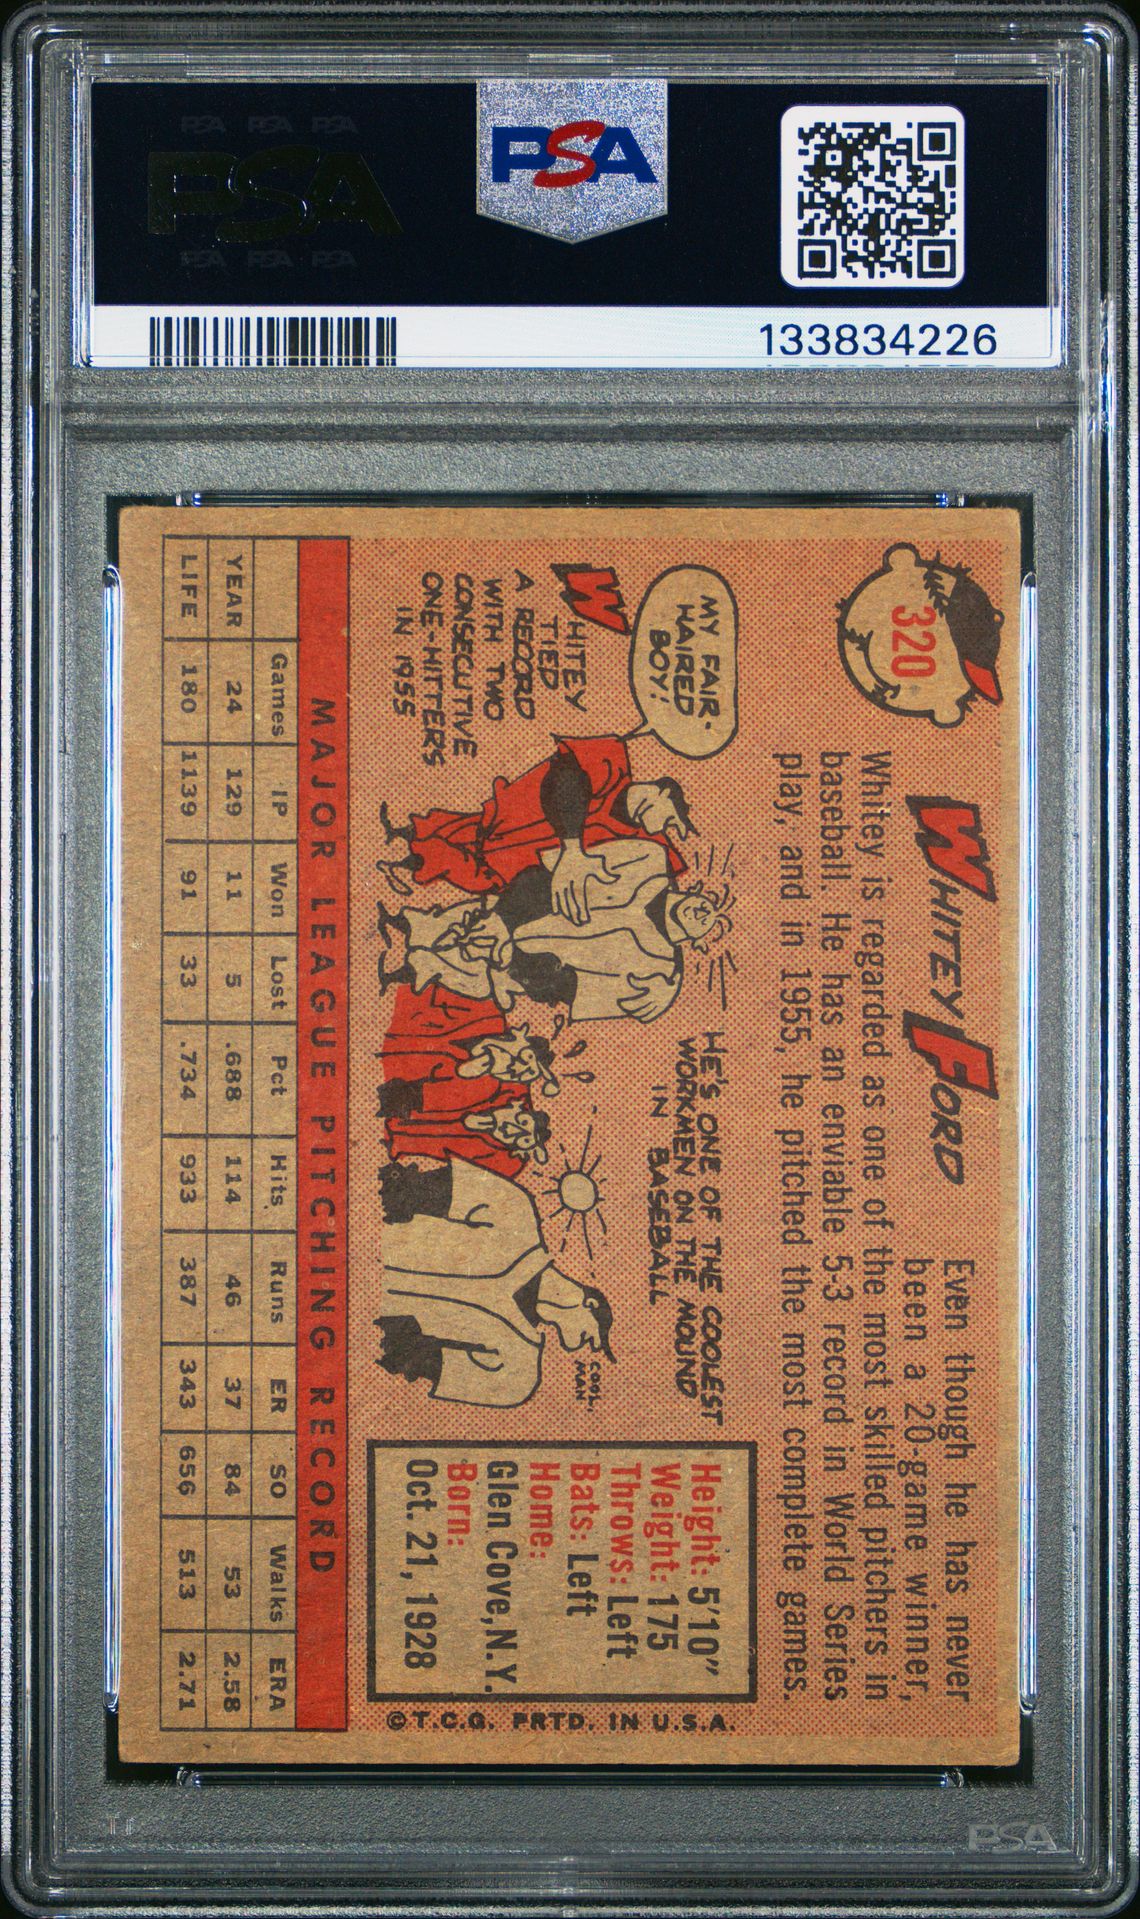 PSA PSA PSA
PSA
PSA PSA PSA
PSA
133834226
320
WHITEY FORD
Even though he has never
been a 20-game winner,
Whitey is regarded as one of the most skilled pitchers in
baseball. He has an enviable 5-3 record in World Series
play, and in 1955, he pitched the most complete games.
MY FAIR-
HAIRED
BOY!
WHITEY
TIED
A RECORD
WITH TWO
CONSECUTIVE
ONE-HITTERS
IN 1955
HE'S ONE OF THE COOLEST
WORKMEN ON THE MOUND
IN BASEBALL
COOL,
MAN
Height: 5'10"
Weight: 175
Throws: Left
Bats: Left
Home:
Glen Cove, N.Y.
Born:
Oct. 21, 1928
©T.C.G. PRTD. IN U.S.A.
MAJOR LEAGUE PITCHING RECORD
Games IP Won Lost Pct Hits Runs ER SO Walks ERA
YEAR 24 129 11 5 .688 114 46 37 84 53 2.58
LIFE 180 1139 91 33 .734 933 387 343 656 513 2.71
PSA